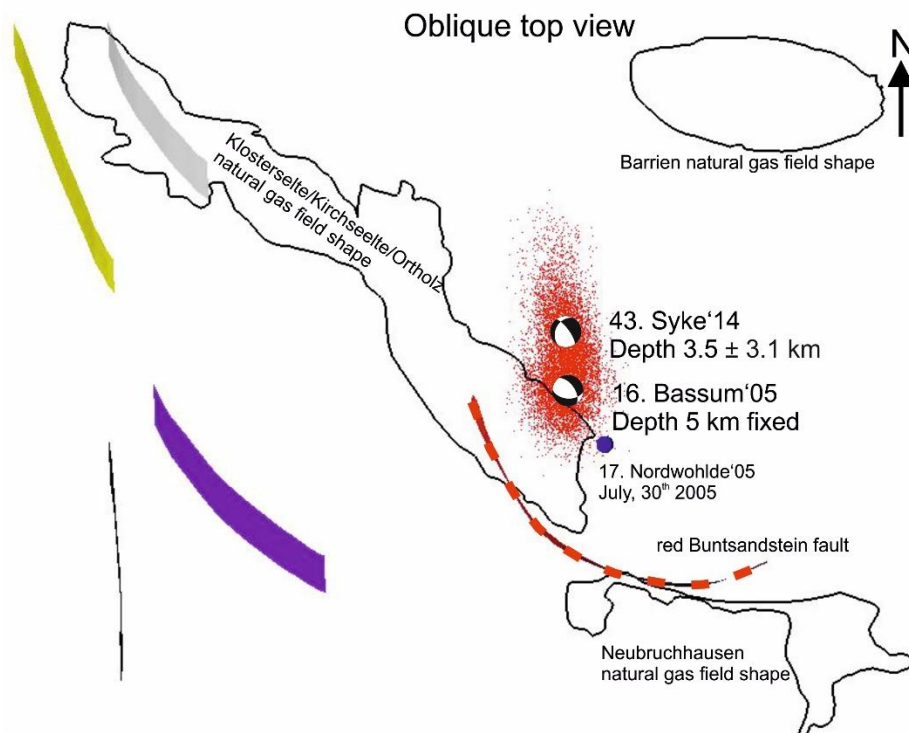 Oblique top view
N
Barrien natural gas field shape
Klosterselte/Kirchseelte/Ortholz
natural gas field shape
43. Syke‘14
Depth 3.5 ± 3.1 km
16. Bassum‘05
Depth 5 km fixed
17. Nordwohlde‘05
July, 30th 2005
red Buntsandstein fault
Neubruchhausen
natural gas field shape